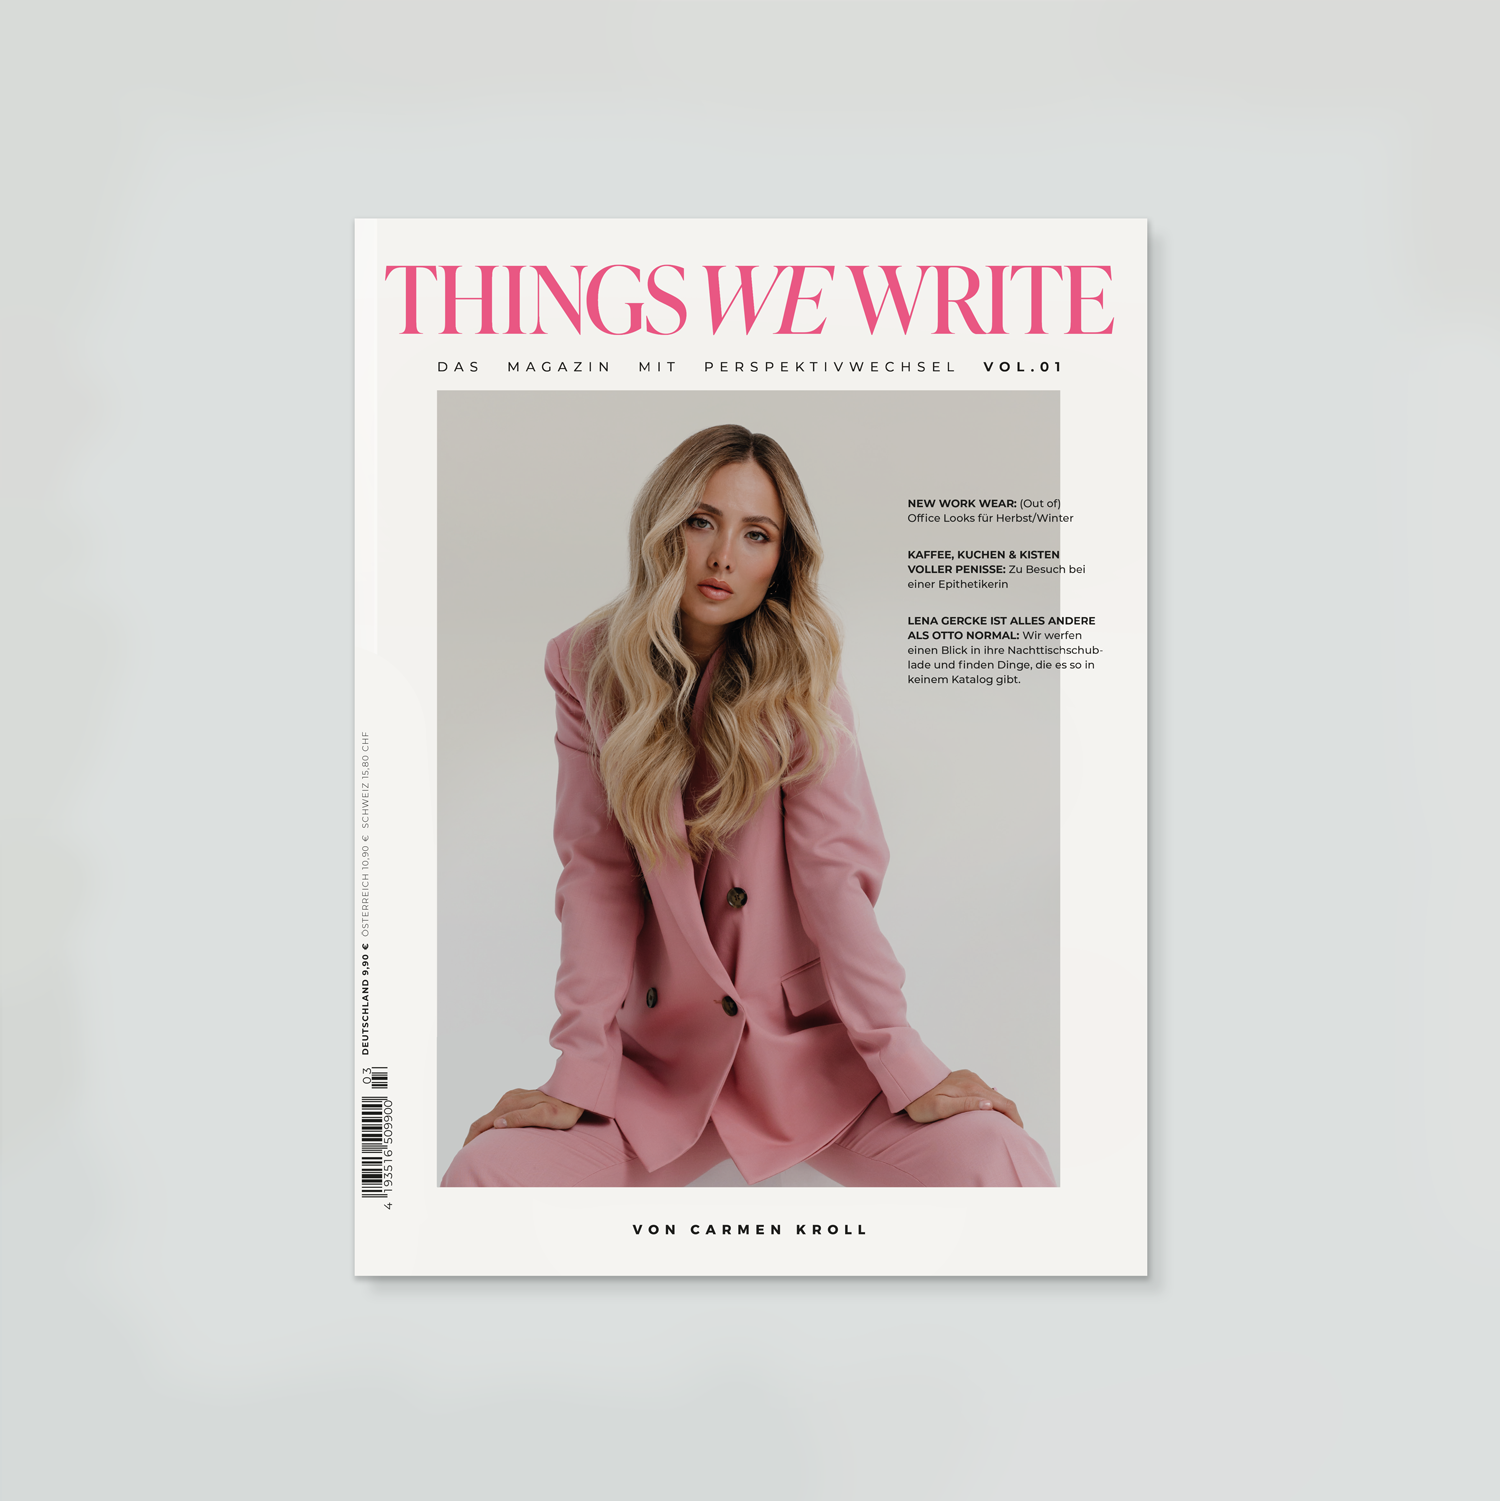 THINGS WE WRITE
DAS MAGAZIN MIT PERSPEKTIVWECHSEL VOL.01
NEW WORK WEAR: (Out of)
Office Looks für Herbst/Winter
KAFFEE, KUCHEN & KISTEN
VOLLER PENISSE: Zu Besuch bei
einer Epithetikerin
LENA GERCKE IST ALLES ANDERE
ALS OTTO NORMAL: Wir werfen
einen Blick in ihre Nachttischschub-
lade und finden Dinge, die es so in
keinem Katalog gibt.
DEUTSCHLAND 9,90 € ÖSTERREICH 10,90 € SCHWEIZ 15,80 CHF
03
4 193516 509900
VON CARMEN KROLL